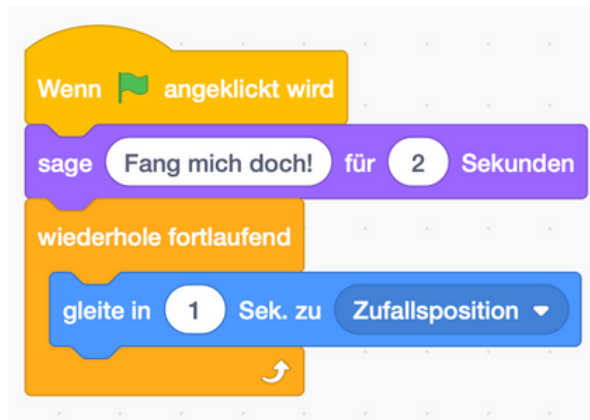 Wenn angeklickt wird
sage Fang mich doch! für 2 Sekunden
wiederhole fortlaufend
gleite in 1 Sek. zu Zufallsposition